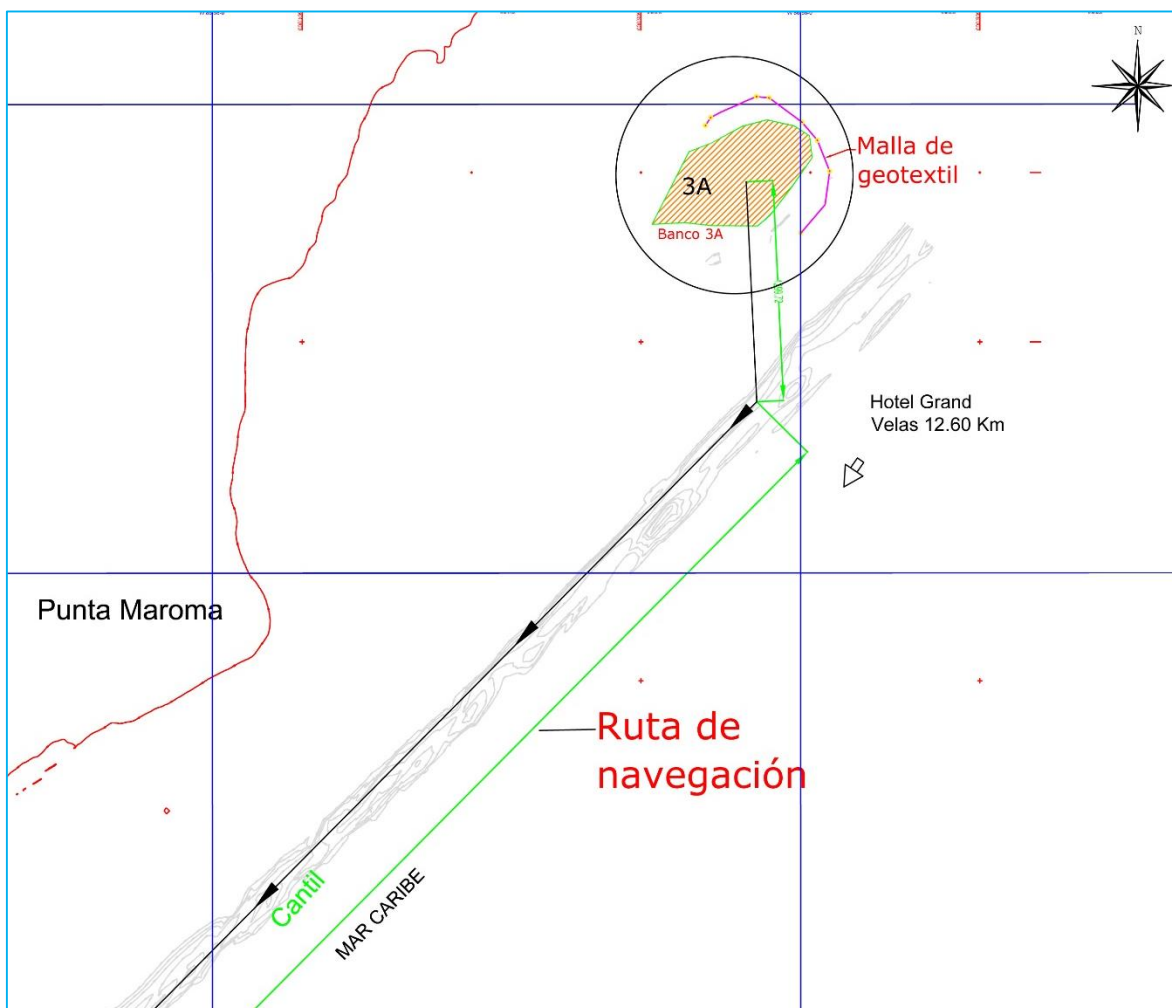 N
Malla de
geotextil
3A
Banco 3A
Hotel Grand
Velas 12.60 Km
Punta Maroma
Ruta de
navegación
Cantil
MAR CARIBE